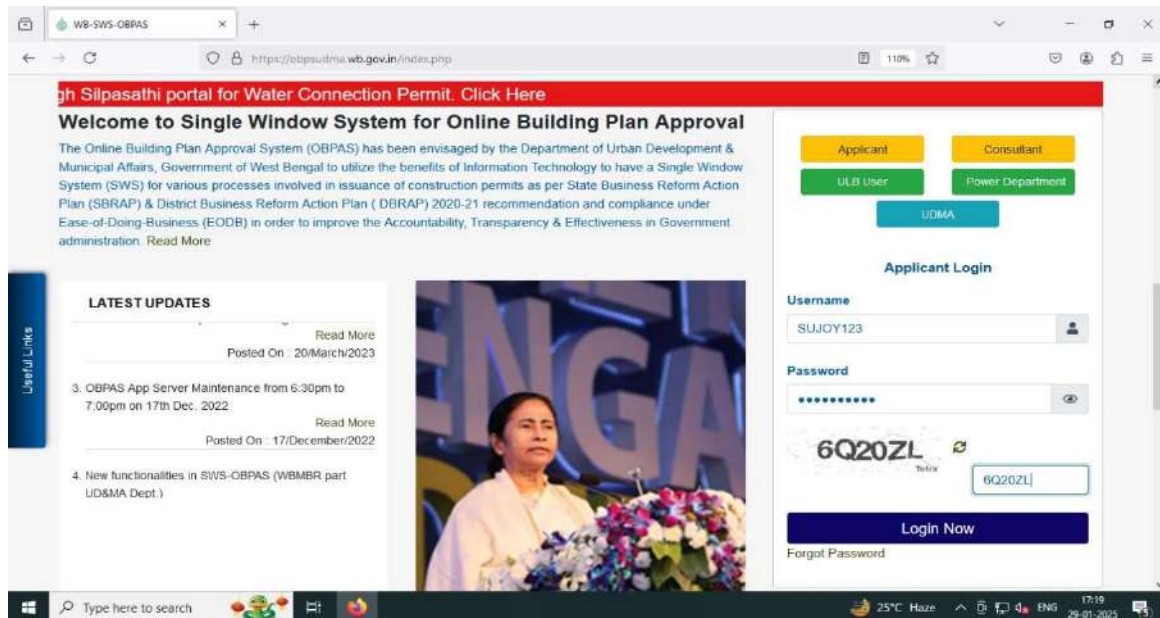 WB-SWS-OBPAS
https://obpsudma.wb.gov.in/index.php
110%
gh Silpasathi portal for Water Connection Permit. Click Here
Welcome to Single Window System for Online Building Plan Approval
The Online Building Plan Approval System (OBPAS) has been envisaged by the Department of Urban Development &
Municipal Affairs, Government of West Bengal to utilize the benefits of Information Technology to have a Single Window
System (SWS) for various processes involved in issuance of construction permits as per State Business Reform Action
Plan (SBRAP) & District Business Reform Action Plan ( DBRAP) 2020-21 recommendation and compliance under
Ease-of-Doing-Business (EODB) in order to improve the Accountability, Transparency & Effectiveness in Government
administration. Read More
Useful Links
LATEST UPDATES
Read More
Posted On : 20/March/2023
3. OBPAS App Server Maintenance from 6:30pm to
7:00pm on 17th Dec. 2022
Read More
Posted On : 17/December/2022
4. New functionalities in SWS-OBPAS (WBMBR part
UD&MA Dept.)
ENGA
NGA
Applicant
Consultant
ULB User
Power Department
UDMA
Applicant Login
Username
SUJOY123
Password
6Q20ZL
6Q20ZL
Login Now
Forgot Password
Type here to search
25°C Haze
ENG
17:19
29-01-2025